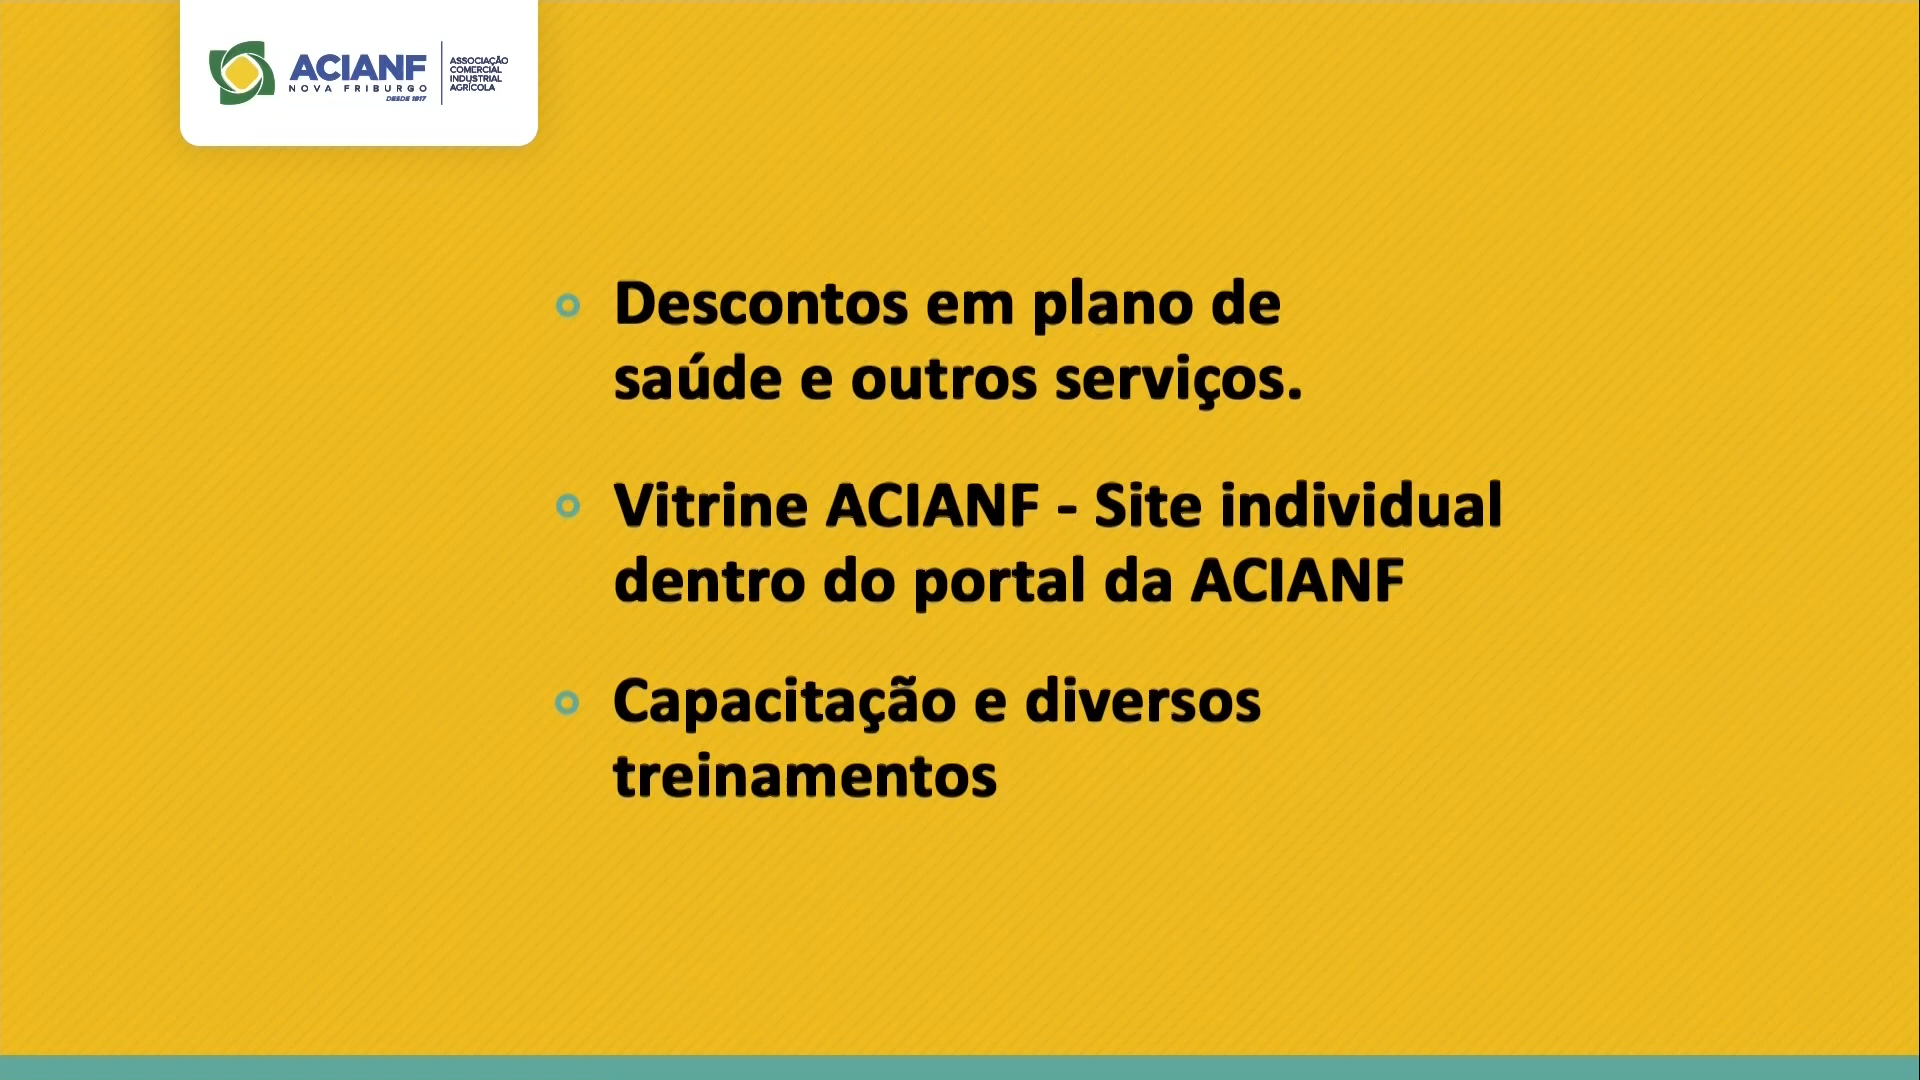 ACIANF
NOVA FRIBURGO
DESDE 1917
ASSOCIAÇÃO
COMERCIAL
INDUSTRIAL
AGRÍCOLA
Descontos em plano de
saúde e outros serviços.
Vitrine ACIANF - Site individual
dentro do portal da ACIANF
Capacitação e diversos
treinamentos